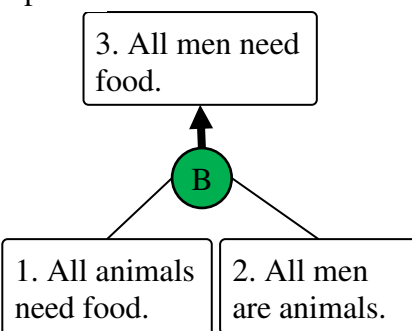 3. All men need
food.
B
1. All animals
need food.
2. All men
are animals.